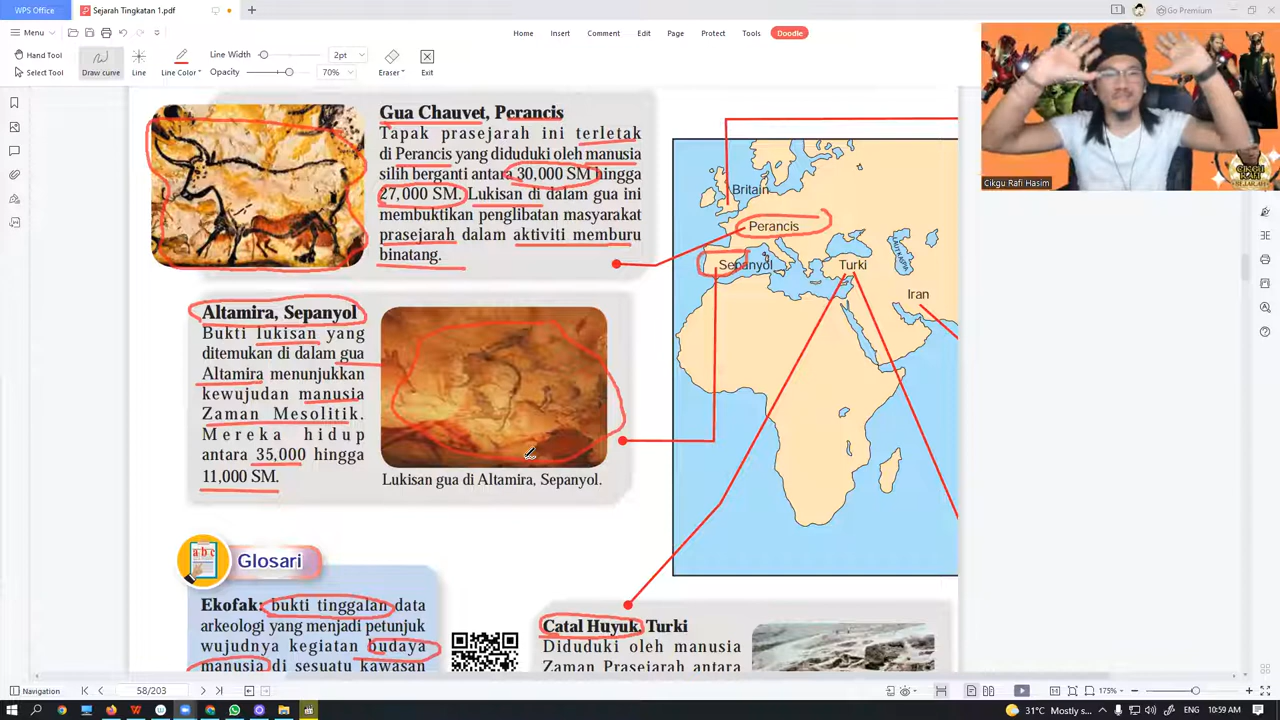 WPS Office
Sejarah Tingkatan 1.pdf
Go Premium
Menu
Home
Insert
Comment
Edit
Page
Protect
Tools
Doodle
Hand Tool
Select Tool
Draw curve
Line
Line Width
2pt
Line Color
Opacity
70%
Eraser
Exit
Gua Chauvet, Perancis
Tapak prasejarah ini terletak
di Perancis yang diduduki oleh manusia
silih berganti antara 30,000 SM hingga
27,000 SM. Lukisan di dalam gua ini
membuktikan penglibatan masyarakat
prasejarah dalam aktiviti memburu
binatang.
Altamira, Sepanyol
Bukti lukisan yang
ditemukan di dalam gua
Altamira menunjukkan
kewujudan manusia
Zaman Mesolitik.
Mereka hidup
antara 35,000 hingga
11,000 SM.
Lukisan gua di Altamira, Sepanyol.
Britain
Perancis
Sepanyol
Turki
Iran
abc
Glosari
Ekofak: bukti tinggalan data
arkeologi yang menjadi petunjuk
wujudnya kegiatan budaya
manusia di sesuatu kawasan
Catal Huyuk, Turki
Diduduki oleh manusia
Zaman Prasejarah antara
Cikgu Rafi Hasim
CIKGU
RAFI
SEJARAH
Navigation
58/203
175%
31°C Mostly s...
ENG
10:59 AM